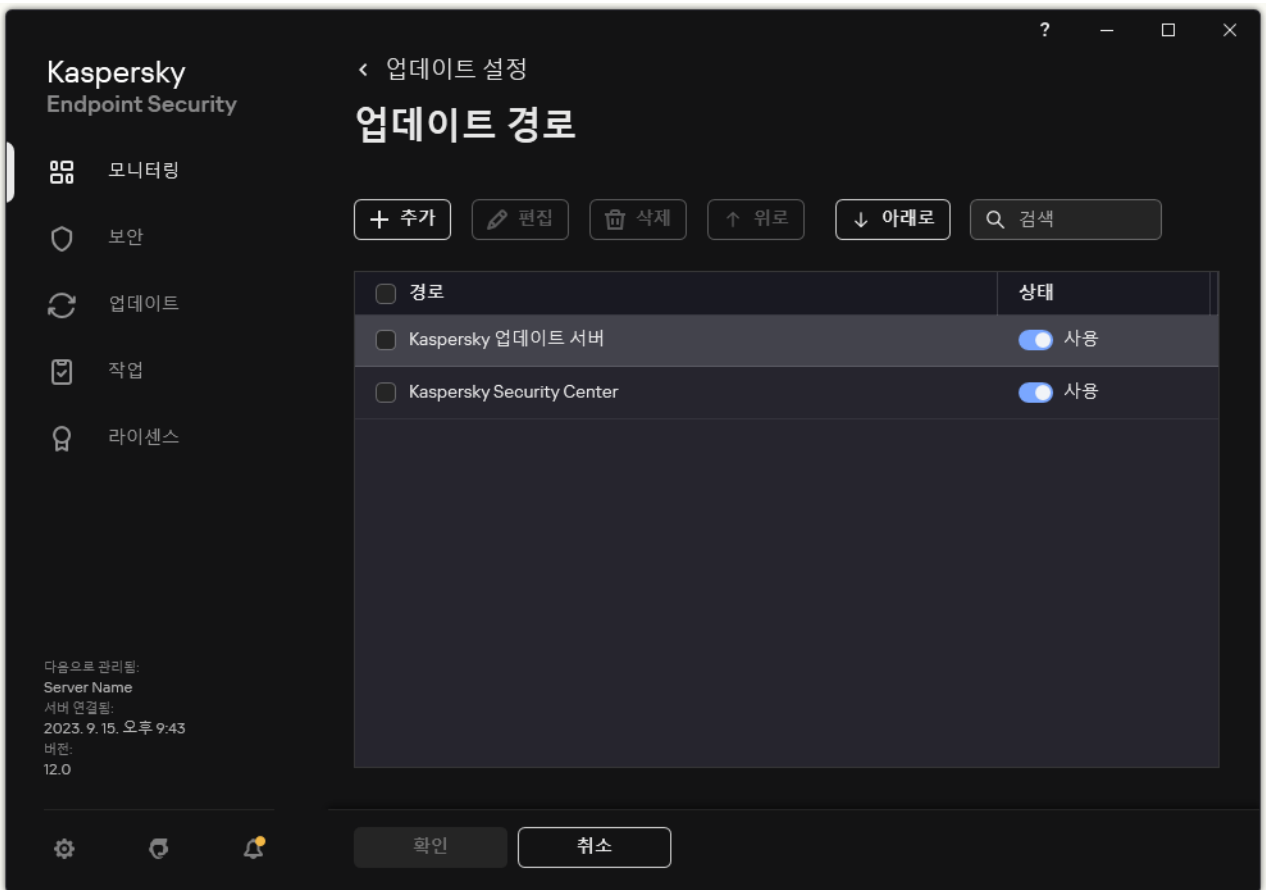 ?
Kaspersky
Endpoint Security
모니터링
보안
업데이트
작업
라이센스
다음으로 관리됨:
Server Name
서버 연결됨:
2023. 9. 15. 오후 9:43
버전:
12.0
업데이트 설정
업데이트 경로
추가 편집 삭제 위로 아래로 검색
경로 상태
Kaspersky 업데이트 서버 사용
Kaspersky Security Center 사용
확인 취소